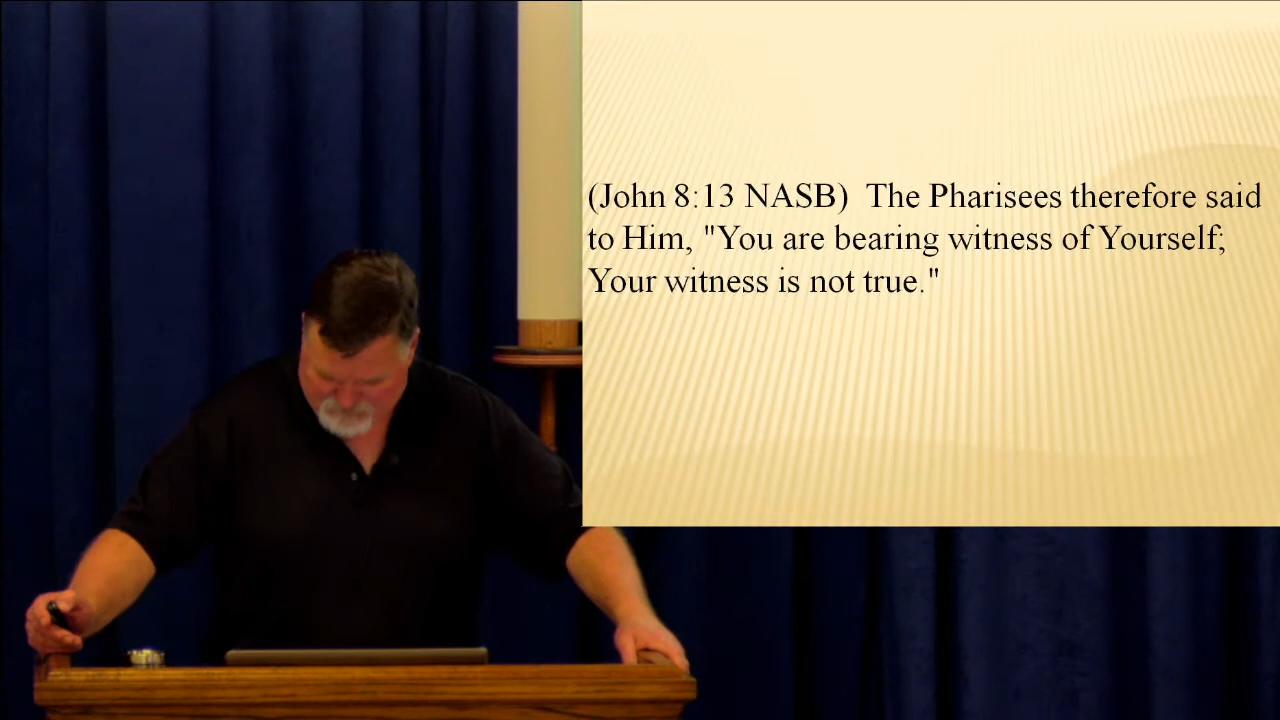 (John 8:13 NASB)  The Pharisees therefore said
to Him, "You are bearing witness of Yourself;
Your witness is not true."